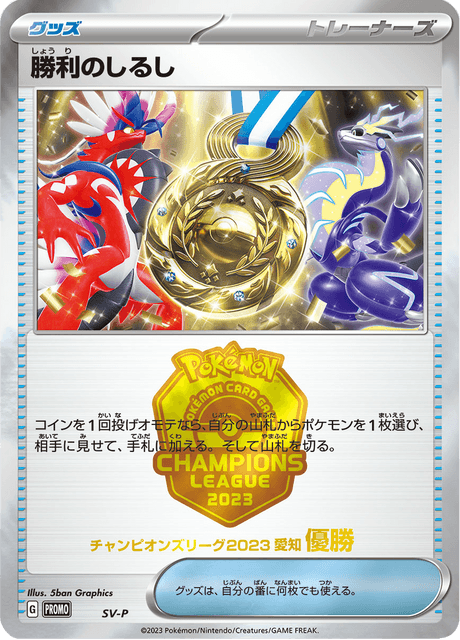 グッズ
トレーナーズ
勝利のしるし
Pokémon
POKÉMON CARD GAME
コインを1回投げオモテなら、自分の山札からポケモンを1枚選び、
相手に見せて、手札に加える。そして山札を切る。
CHAMPIONS
LEAGUE
2023
チャンピオンズリーグ2023 愛知 優勝
Illus. 5ban Graphics
グッズは、自分の番に何枚でも使える。
G PROMO SV-P
©2023 Pokémon/Nintendo/Creatures/GAME FREAK.